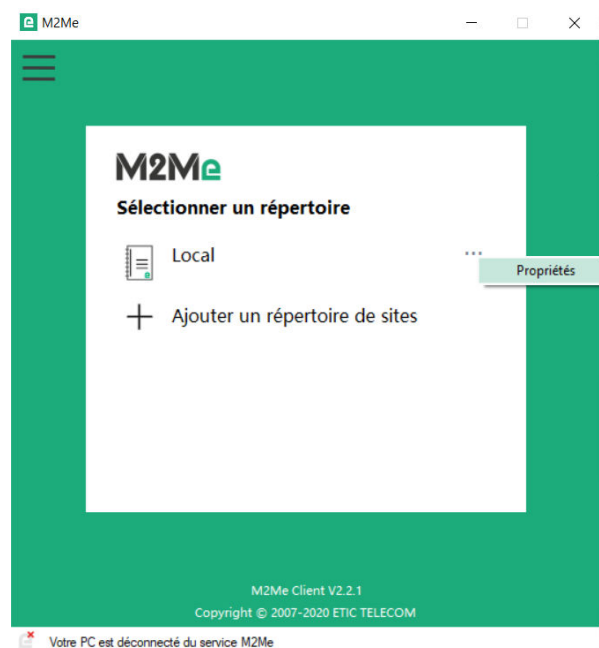 M2Me
M2Me
Sélectionner un répertoire
Local
...
Propriétés
Ajouter un répertoire de sites
M2Me Client V2.2.1
Copyright © 2007-2020 ETIC TELECOM
Votre PC est déconnecté du service M2Me